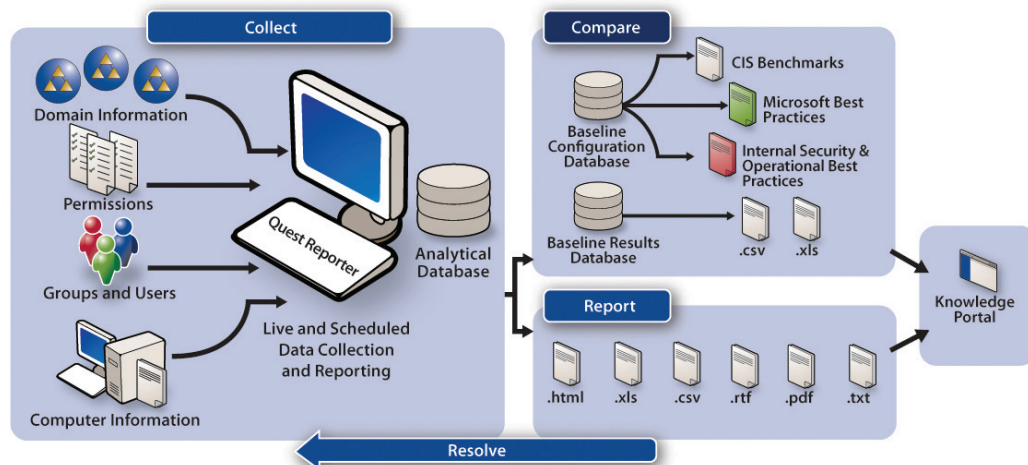 Collect
Domain Information
Permissions
Groups and Users
Computer Information
Quest Reporter
Analytical
Database
Live and Scheduled
Data Collection
and Reporting
Compare
Baseline
Configuration
Database
CIS Benchmarks
Microsoft Best
Practices
Internal Security &
Operational Best
Practices
Baseline Results
Database
.csv
.xls
Report
.html
.xls
.csv
.rtf
.pdf
.txt
Knowledge
Portal
Resolve